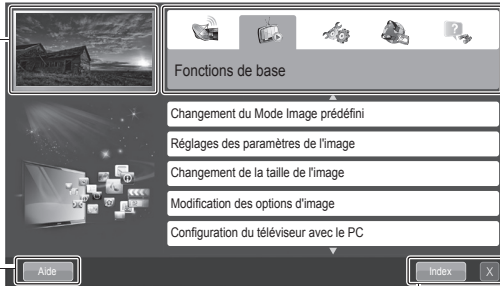 Fonctions de base
Changement du Mode Image prédéfini
Réglages des paramètres de l'image
Changement de la taille de l'image
Modification des options d'image
Configuration du téléviseur avec le PC
Aide
Index X